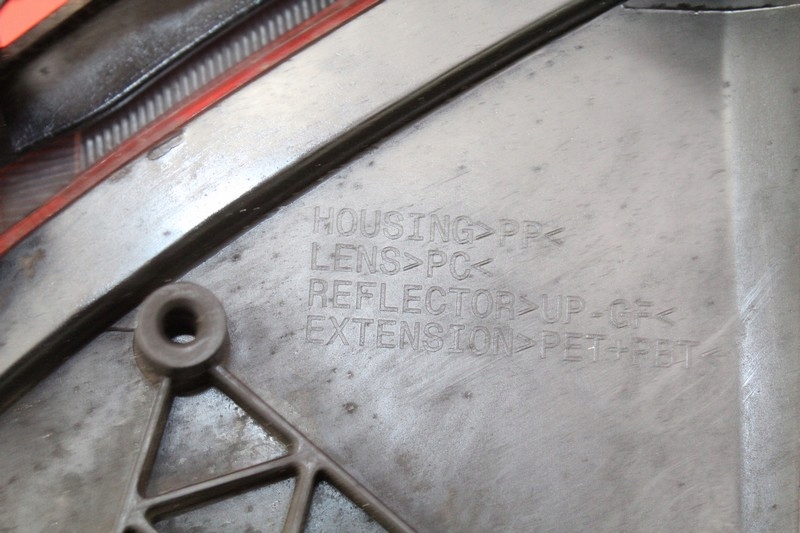 HOUSING>PP<
LENS>PC<
REFLECTOR>UP-GF<
EXTENSION>PET+PBT<